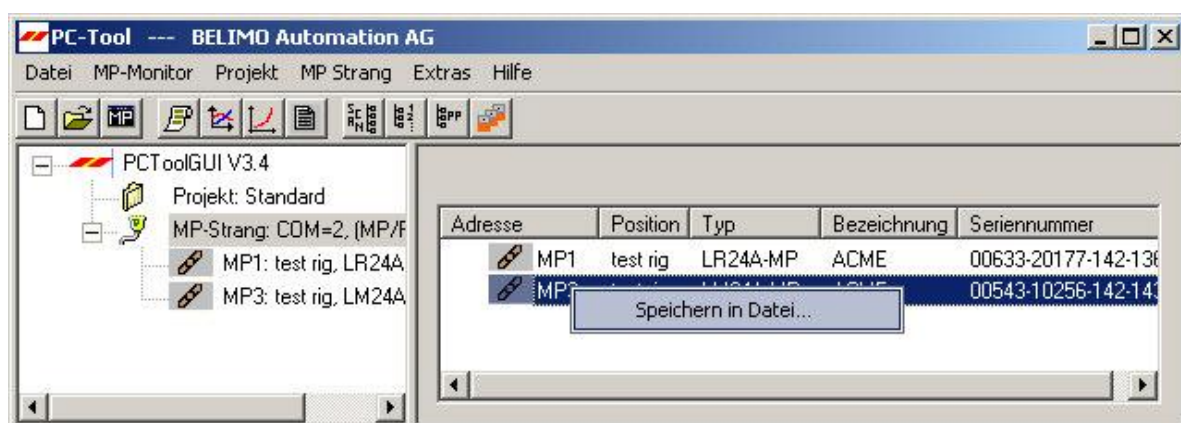 PC-Tool --- BELIMO Automation AG
Datei MP-Monitor Projekt MP Strang Extras Hilfe
MP
PP
PCToolGUI V3.4
Projekt: Standard
MP-Strang: COM=2, (MP/
MP1: test rig, LR24A
MP3: test rig, LM24A
Adresse Position Typ Bezeichnung Seriennummer
MP1 test rig LR24A-MP ACME 00633-20177-142-13
00543-10256-142-14
Speichern in Datei...